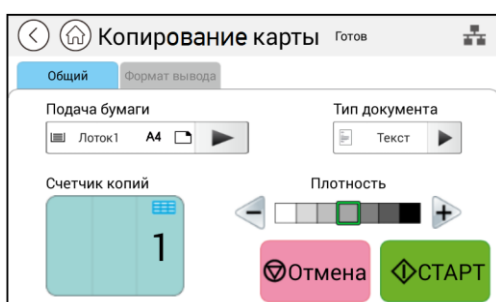 Копирование карты Готов
Общий Формат вывода
Подача бумаги Тип документа
Лоток1 A4 Текст
Счетчик копий Плотность
1
Отмена СТАРТ